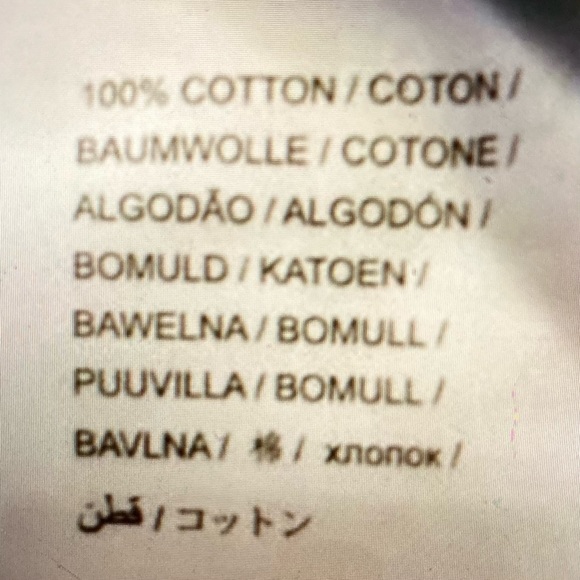 100% COTTON / COTON /
BAUMWOLLE / COTONE /
ALGODÃO / ALGODÓN /
BOMULD / KATOEN /
BAWELNA / BOMULL /
PUUVILLA / BOMULL /
BAVLNA / 棉 / хлопок /
قطن / コットン